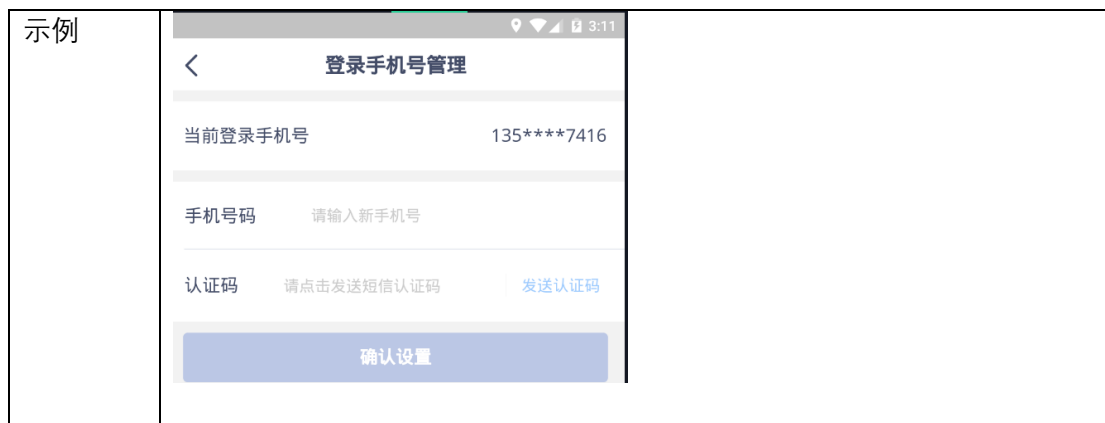 示例
3:11
登录手机号管理
当前登录手机号 135****7416
手机号码 请输入新手机号
认证码 请点击发送短信认证码 发送认证码
确认设置